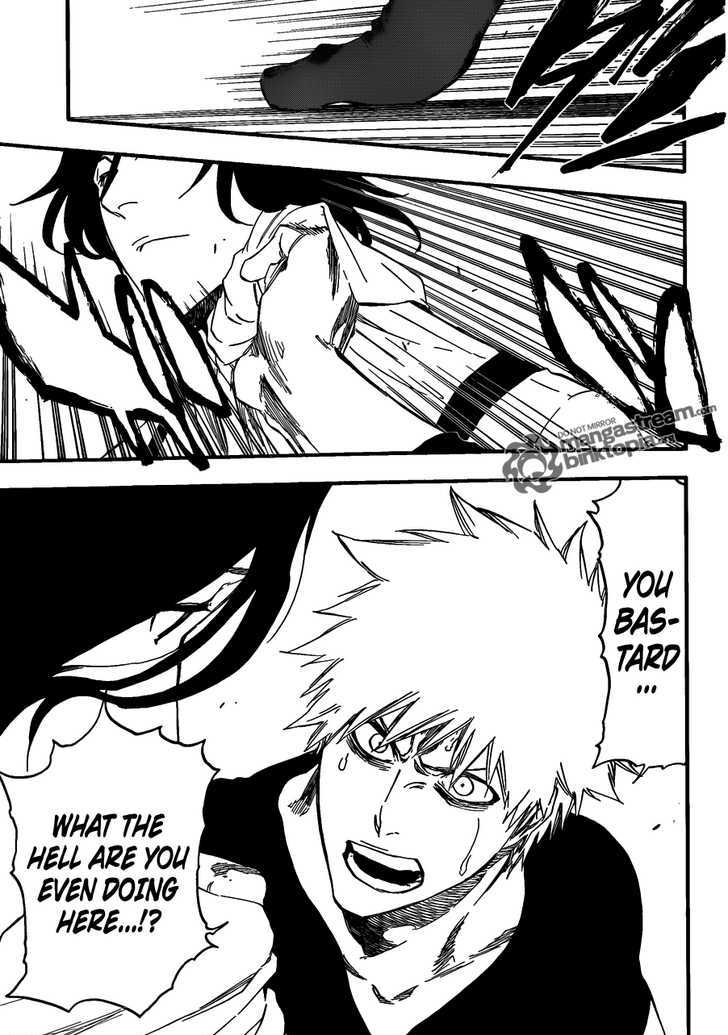 DO NOT MIRROR
mangastream.com
binktopia
YOU
BAS-
TARD
...
WHAT THE
HELL ARE YOU
EVEN DOING
HERE...!?